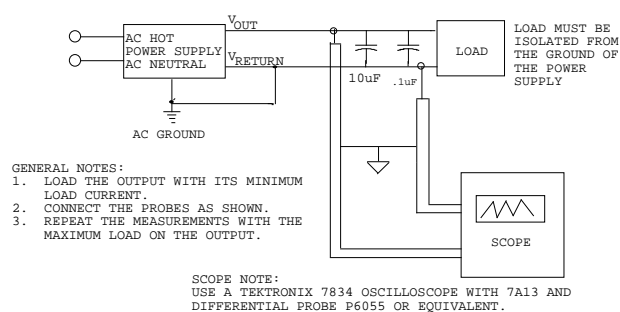 V OUT
AC HOT
POWER SUPPLY
AC NEUTRAL
V RETURN
10uF
.1uF
LOAD
LOAD MUST BE
ISOLATED FROM
THE GROUND OF
THE POWER
SUPPLY
AC GROUND
GENERAL NOTES:
1. LOAD THE OUTPUT WITH ITS MINIMUM
LOAD CURRENT.
2. CONNECT THE PROBES AS SHOWN.
3. REPEAT THE MEASUREMENTS WITH THE
MAXIMUM LOAD ON THE OUTPUT.
SCOPE
SCOPE NOTE:
USE A TEKTRONIX 7834 OSCILLOSCOPE WITH 7A13 AND
DIFFERENTIAL PROBE P6055 OR EQUIVALENT.